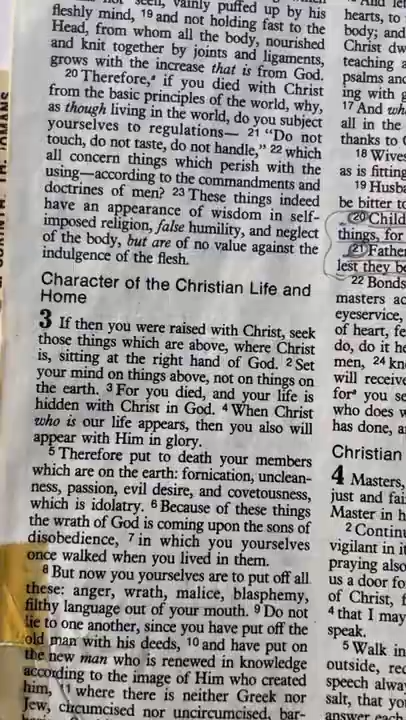 not seen, vainly puffed up by his
fleshly mind, 19 and not holding fast to the
Head, from whom all the body, nourished
and knit together by joints and ligaments,
grows with the increase that is from God.
20 Therefore,a if you died with Christ
from the basic principles of the world, why,
as though living in the world, do you subject
yourselves to regulations— 21 “Do not
touch, do not taste, do not handle,” 22 which
all concern things which perish with the
using—according to the commandments and
doctrines of men? 23 These things indeed
have an appearance of wisdom in self-
imposed religion, false humility, and neglect
of the body, but are of no value against the
indulgence of the flesh.
Character of the Christian Life and
Home
3 If then you were raised with Christ, seek
those things which are above, where Christ
is, sitting at the right hand of God. 2 Set
your mind on things above, not on things on
the earth. 3 For you died, and your life is
hidden with Christ in God. 4 When Christ
who is our life appears, then you also will
appear with Him in glory.
5 Therefore put to death your members
which are on the earth: fornication, unclean-
ness, passion, evil desire, and covetousness,
which is idolatry. 6 Because of these things
the wrath of God is coming upon the sons of
disobedience, 7 in which you yourselves
once walked when you lived in them.
8 But now you yourselves are to put off all
these: anger, wrath, malice, blasphemy,
filthy language out of your mouth. 9 Do not
lie to one another, since you have put off the
old man with his deeds, 10 and have put on
the new man who is renewed in knowledge
according to the image of Him who created
him, 11 where there is neither Greek nor
Jew, circumcised nor uncircumcised, bar-
hearts, to
body; and
Christ dw
teaching a
psalms and
ing with g
17 And wh
all in the
thanks to
18 Wives
as is fitting
19 Husba
be bitter to
20 Child
things, for
21 Father
lest they be
22 Bonds
masters ac
eyeservice,
of heart, fe
do, do it he
men, 24 kn
will receive
for you se
who does w
has done, a
Christian
4 Masters,
just and fai
Master in h
2 Continu
vigilant in it
praying also
us a door fo
of Christ, f
4 that I may
speak.
5 Walk in
outside, red
speech alwa
salt, that yo
answer each